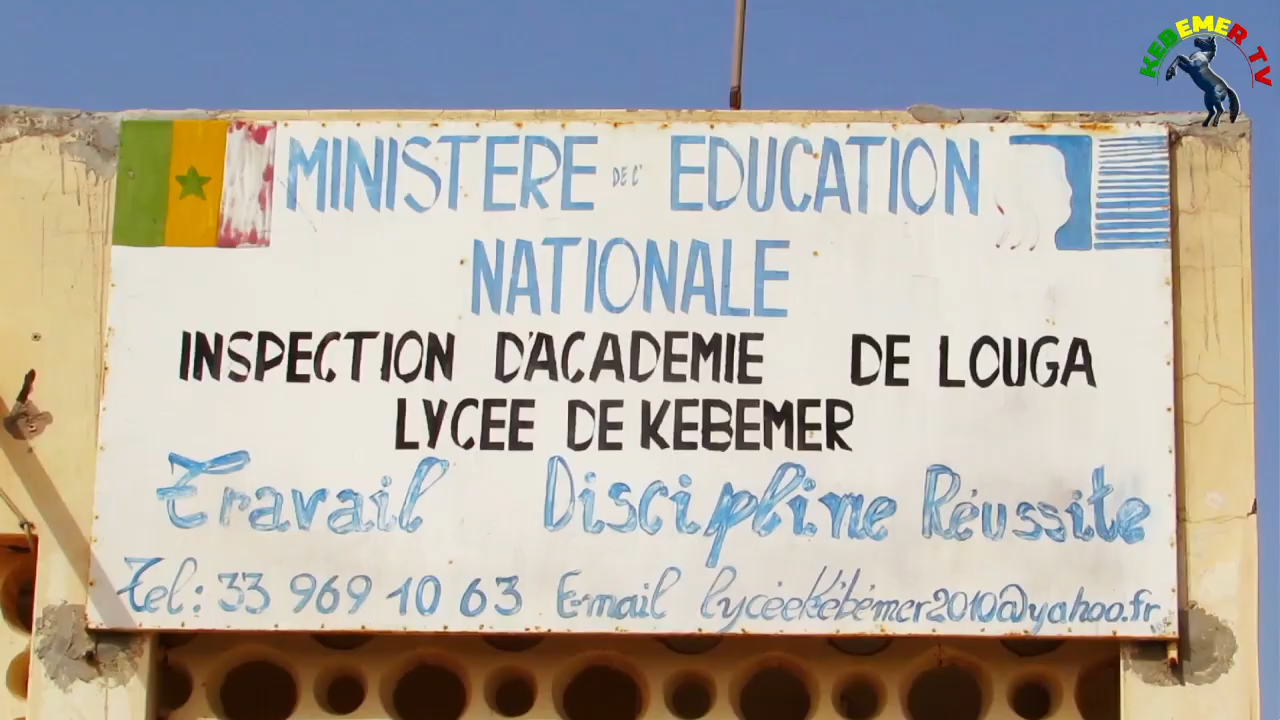 KEBEMER TV
MINISTERE DE L' EDUCATION
NATIONALE
INSPECTION D'ACADEMIE DE LOUGA
LYCEE DE KEBEMER
Travail Discipline Réussite
Tel: 33 969 10 63 E-mail lycéekébémer2010@yahoo.fr